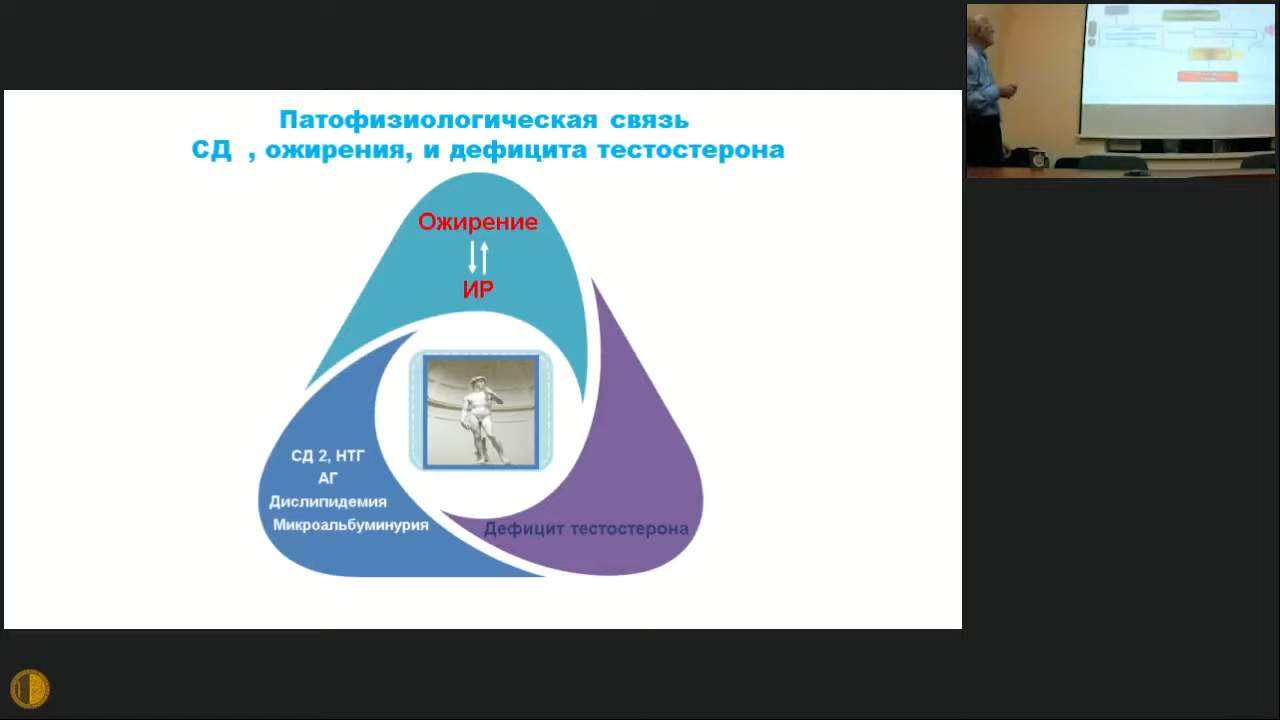 Патофизиологическая связь
СД , ожирения, и дефицита тестостерона
Ожирение
ИР
СД 2, НТГ
АГ
Дислипидемия
Микроальбуминурия
Дефицит тестостерона